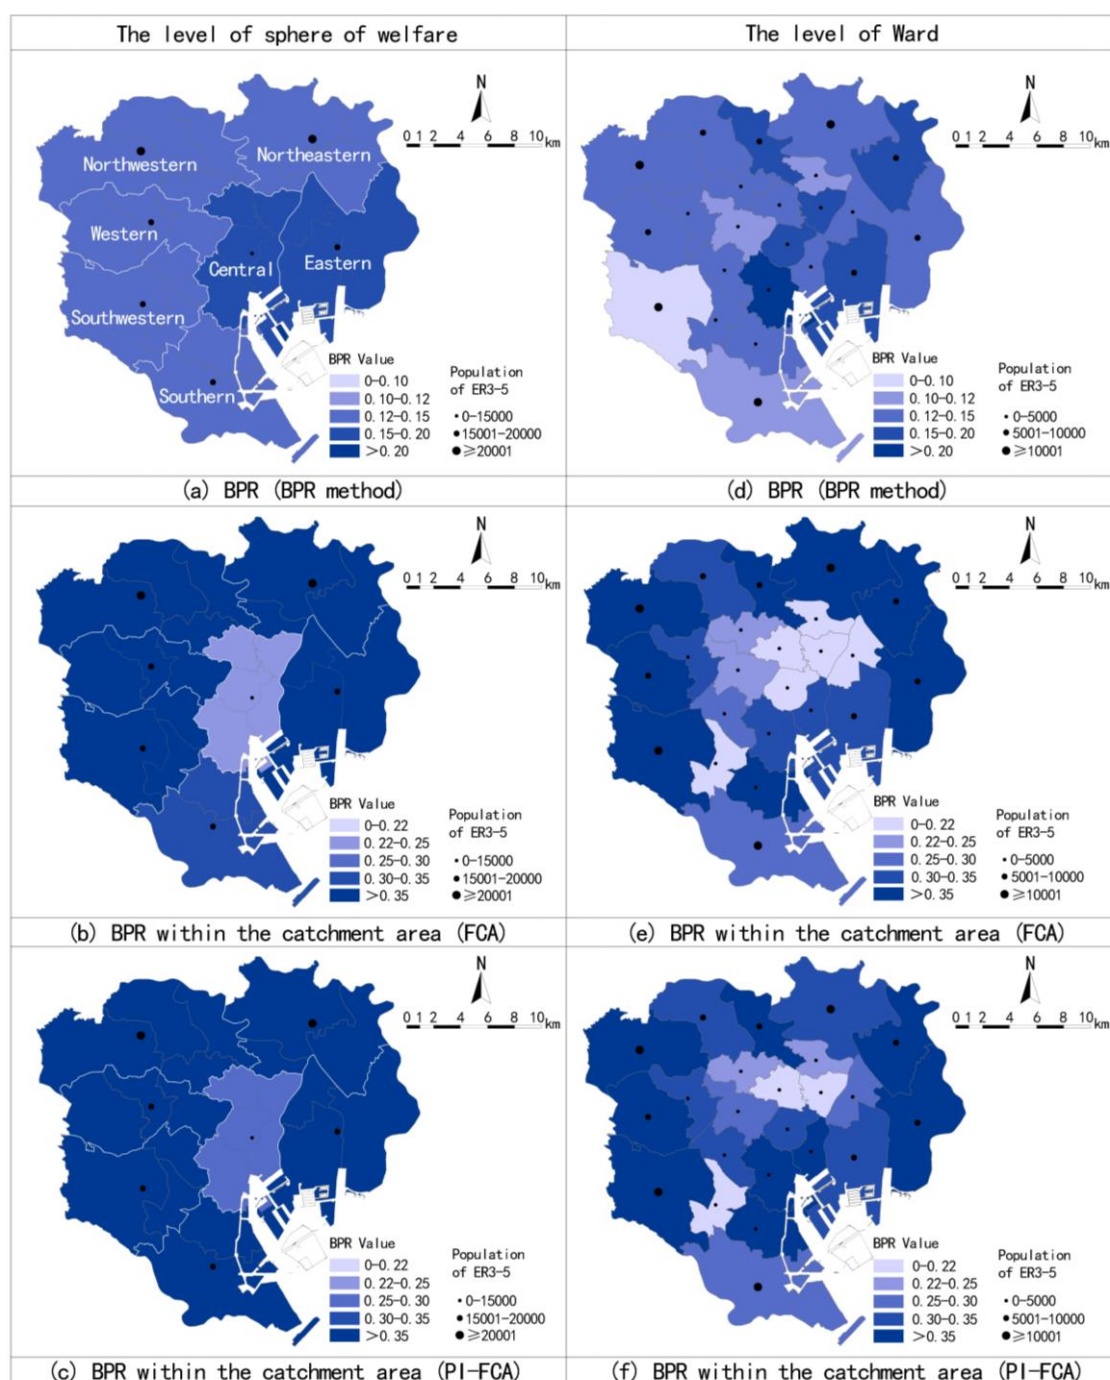 The level of sphere of welfare
The level of Ward
N
0 1 2 4 6 8 10 km
Northwestern
Northeastern
Western
Central
Eastern
Southwestern
Southern
BPR Value
0-0.10
0.10-0.12
0.12-0.15
0.15-0.20
>0.20
Population
of ER3-5
0-15000
15001-20000
≥20001
N
0 1 2 4 6 8 10 km
BPR Value
0-0.10
0.10-0.12
0.12-0.15
0.15-0.20
>0.20
Population
of ER3-5
0-5000
5001-10000
≥10001
(a) BPR (BPR method)
(d) BPR (BPR method)
N
0 1 2 4 6 8 10 km
BPR Value
0-0.22
0.22-0.25
0.25-0.30
0.30-0.35
>0.35
Population
of ER3-5
0-15000
15001-20000
≥20001
N
0 1 2 4 6 8 10 km
BPR Value
0-0.22
0.22-0.25
0.25-0.30
0.30-0.35
>0.35
Population
of ER3-5
0-5000
5001-10000
≥10001
(b) BPR within the catchment area (FCA)
(e) BPR within the catchment area (FCA)
N
0 1 2 4 6 8 10 km
BPR Value
0-0.22
0.22-0.25
0.25-0.30
0.30-0.35
>0.35
Population
of ER3-5
0-15000
15001-20000
≥20001
N
0 1 2 4 6 8 10 km
BPR Value
0-0.22
0.22-0.25
0.25-0.30
0.30-0.35
>0.35
Population
of ER3-5
0-5000
5001-10000
≥10001
(c) BPR within the catchment area (PI-FCA)
(f) BPR within the catchment area (PI-FCA)